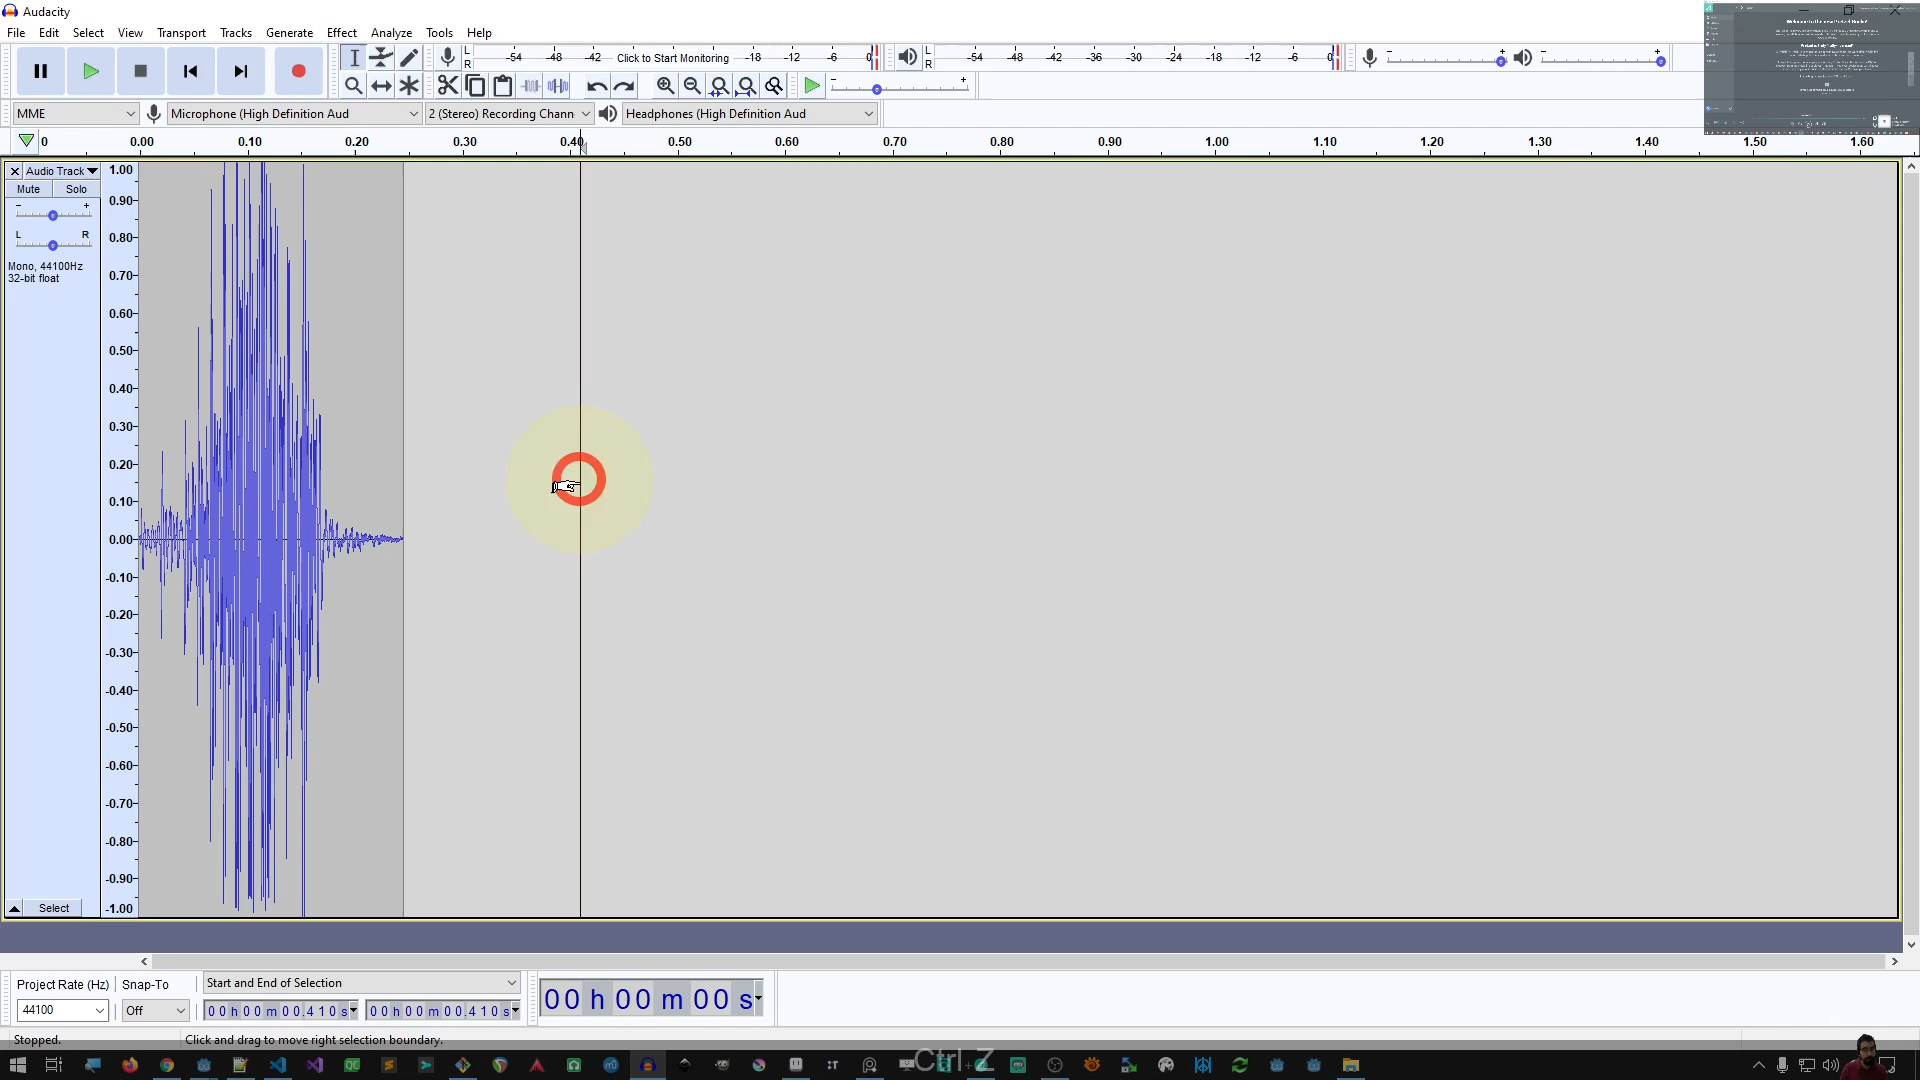 Audacity
File Edit Select View Transport Tracks Generate Effect Analyze Tools Help
L R -54 -48 -42 Click to Start Monitoring -18 -12 -6 0 L R -54 -48 -42 -36 -30 -24 -18 -12 -6 0 - + - +
- +
MME Microphone (High Definition Aud 2 (Stereo) Recording Chann Headphones (High Definition Aud
0 0.00 0.10 0.20 0.30 0.40 0.50 0.60 0.70 0.80 0.90 1.00 1.10 1.20 1.30 1.40 1.50 1.60
Audio Track
Mute Solo
- +
L R
Mono, 44100Hz
32-bit float
Select
1.00
0.90
0.80
0.70
0.60
0.50
0.40
0.30
0.20
0.10
0.00
-0.10
-0.20
-0.30
-0.40
-0.50
-0.60
-0.70
-0.80
-0.90
-1.00
Project Rate (Hz) Snap-To Start and End of Selection
44100 Off 00h00m00.410s 00h00m00.410s 00h00m00s
Stopped. Click and drag to move right selection boundary.
Ctrl Z